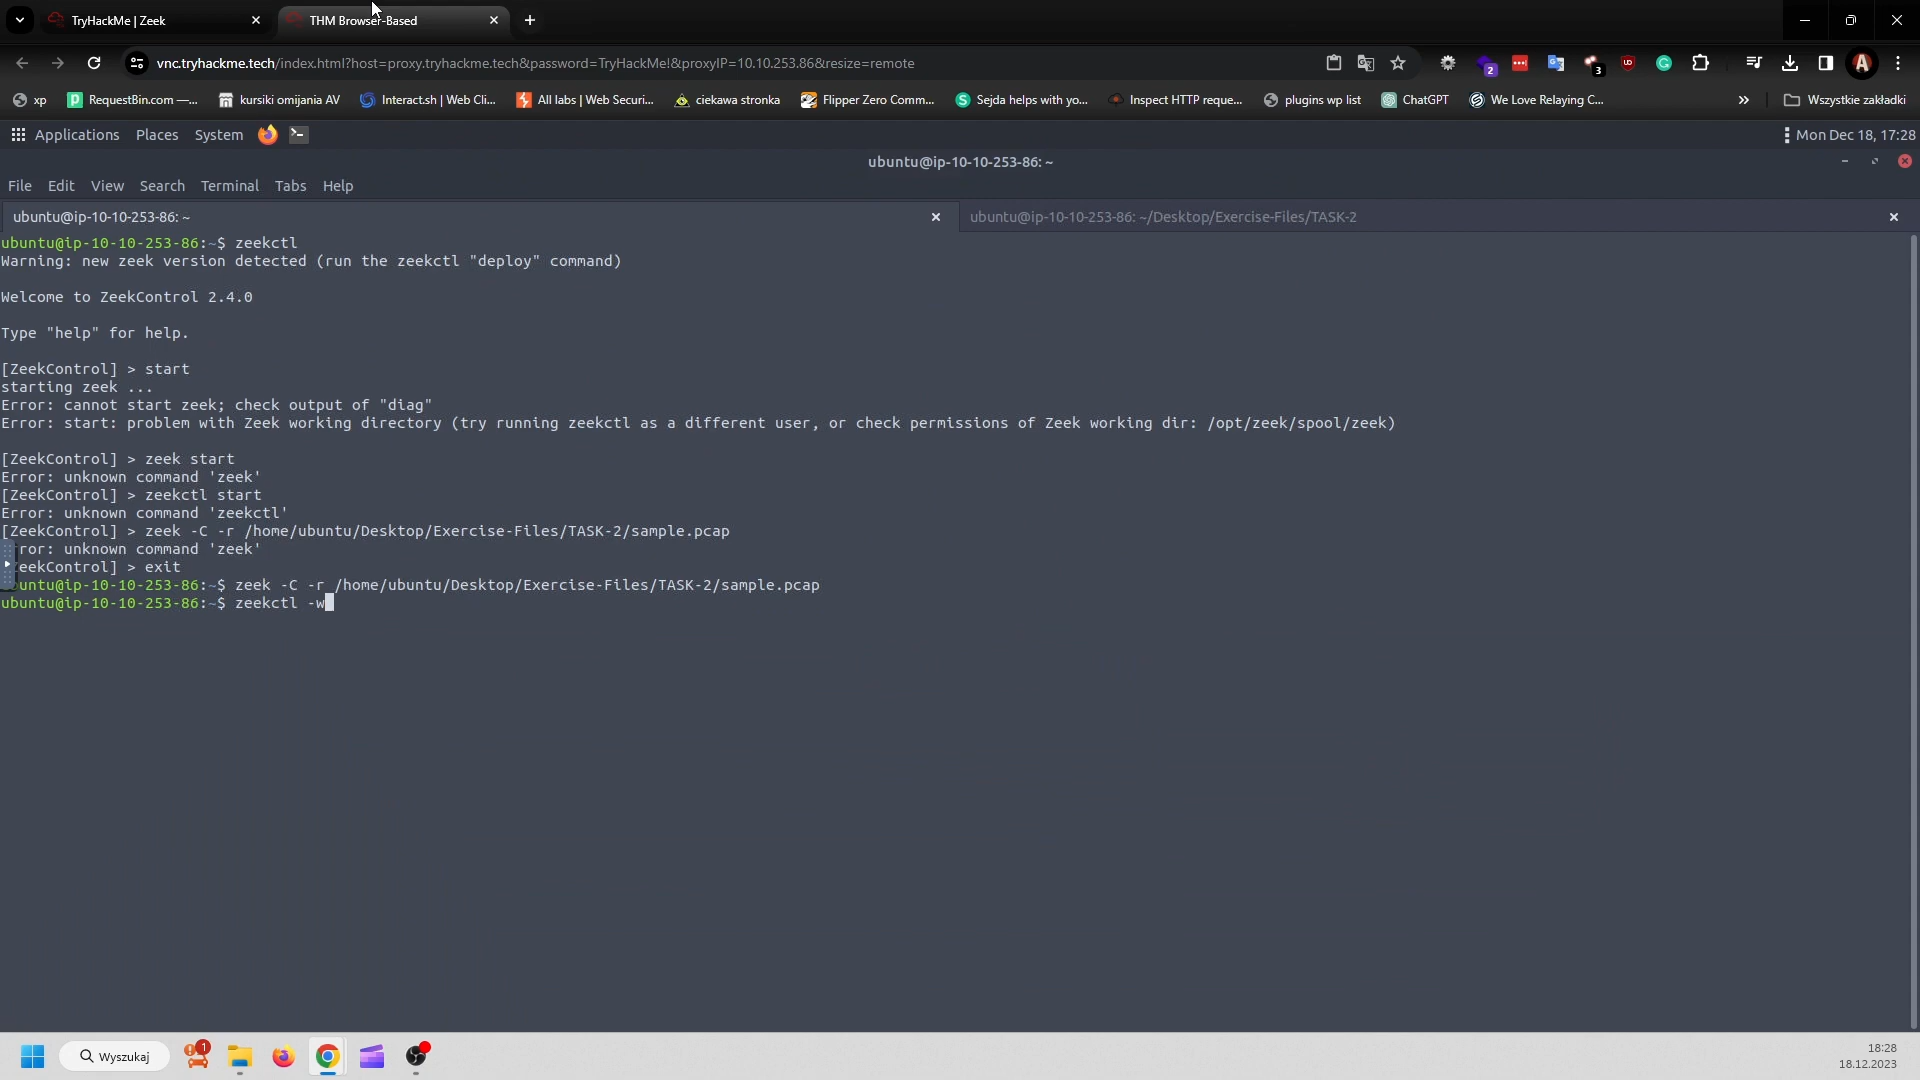 TryHackMe | Zeek
THM Browser-Based
vnc.tryhackme.tech/index.html?host=proxy.tryhackme.tech&password=TryHackMe!&proxyIP=10.10.253.86&resize=remote
2
3
A
xp
RequestBin.com —...
kursiki omijania AV
Interact.sh | Web Cli...
All labs | Web Securi...
ciekawa stronka
Flipper Zero Comm...
Sejda helps with yo...
Inspect HTTP reque...
plugins wp list
ChatGPT
We Love Relaying C...
Wszystkie zakładki
Applications Places System
Mon Dec 18, 17:28
ubuntu@ip-10-10-253-86: ~
File Edit View Search Terminal Tabs Help
ubuntu@ip-10-10-253-86: ~
ubuntu@ip-10-10-253-86: ~/Desktop/Exercise-Files/TASK-2
ubuntu@ip-10-10-253-86:~$ zeekctl
Warning: new zeek version detected (run the zeekctl "deploy" command)
Welcome to ZeekControl 2.4.0
Type "help" for help.
[ZeekControl] > start
starting zeek ...
Error: cannot start zeek; check output of "diag"
Error: start: problem with Zeek working directory (try running zeekctl as a different user, or check permissions of Zeek working dir: /opt/zeek/spool/zeek)
[ZeekControl] > zeek start
Error: unknown command 'zeek'
[ZeekControl] > zeekctl start
Error: unknown command 'zeekctl'
[ZeekControl] > zeek -C -r /home/ubuntu/Desktop/Exercise-Files/TASK-2/sample.pcap
ror: unknown command 'zeek'
eekControl] > exit
untu@ip-10-10-253-86:~$ zeek -C -r /home/ubuntu/Desktop/Exercise-Files/TASK-2/sample.pcap
ubuntu@ip-10-10-253-86:~$ zeekctl -w
Wyszukaj
1
18:28
18.12.2023